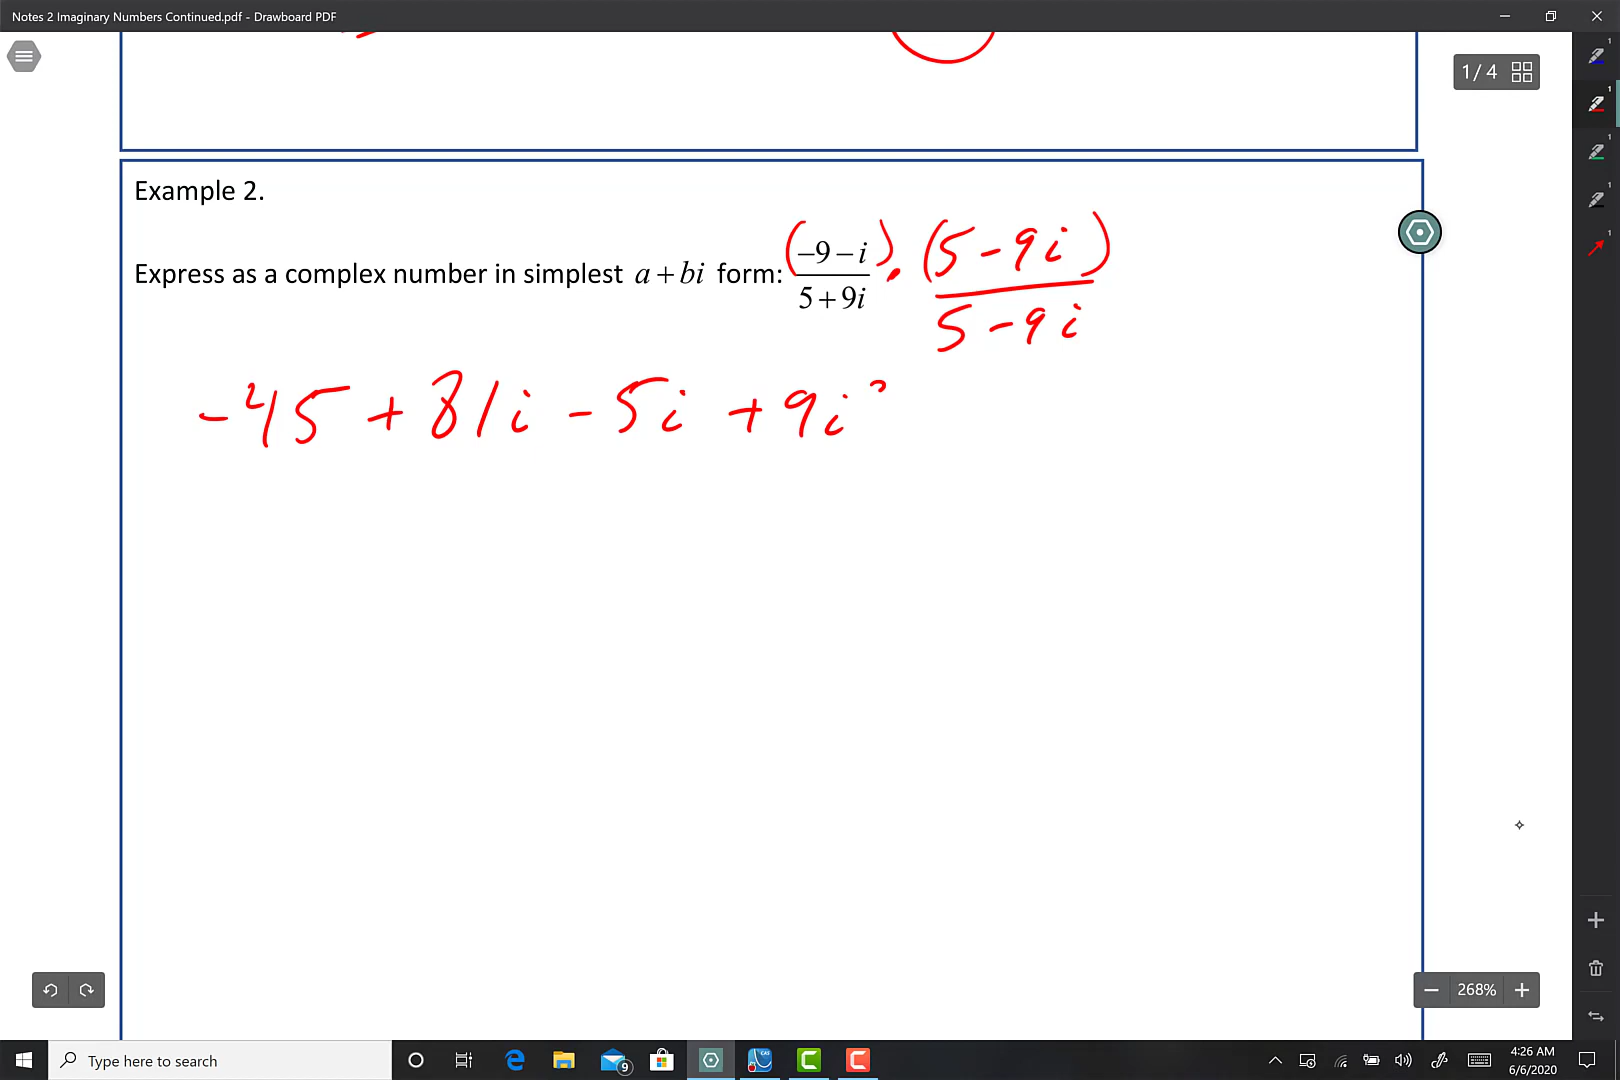 Notes 2 Imaginary Numbers Continued.pdf - Drawboard PDF
1 / 4
Example 2.
Express as a complex number in simplest a + bi form: (−9 − i)/(5 + 9i) · (5 − 9i)/(5 − 9i)
-45 + 81i - 5i + 9i²
268%
Type here to search
9
CAS
4:26 AM
6/6/2020